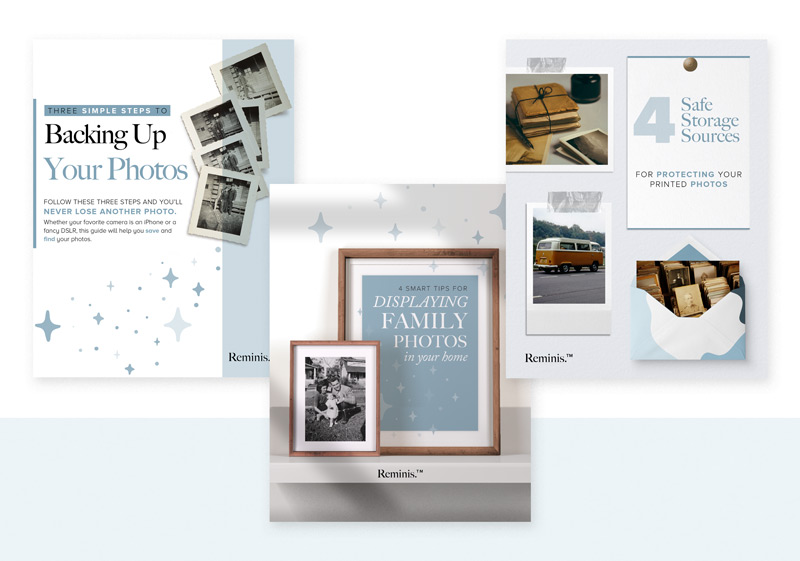 THREE SIMPLE STEPS TO
Backing Up
Your Photos
FOLLOW THESE THREE STEPS AND YOU'LL
NEVER LOSE ANOTHER PHOTO.
Whether your favorite camera is an iPhone or a
fancy DSLR, this guide will help you save and
find your photos.
Reminis.
4 SMART TIPS FOR
DISPLAYING
FAMILY
PHOTOS
in your home
Reminis.™
4 Safe
Storage
Sources
FOR PROTECTING YOUR
PRINTED PHOTOS
Reminis.™